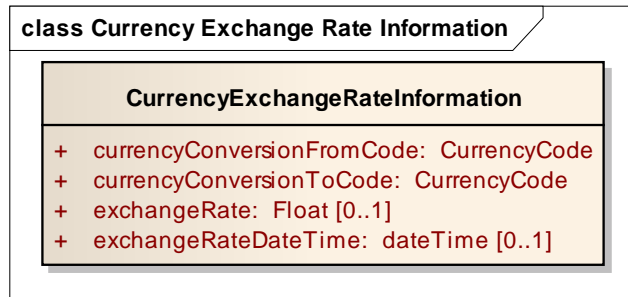 class Currency Exchange Rate Information
CurrencyExchangeRateInformation
+ currencyConversionFromCode: CurrencyCode
+ currencyConversionToCode: CurrencyCode
+ exchangeRate: Float [0..1]
+ exchangeRateDateTime: dateTime [0..1]